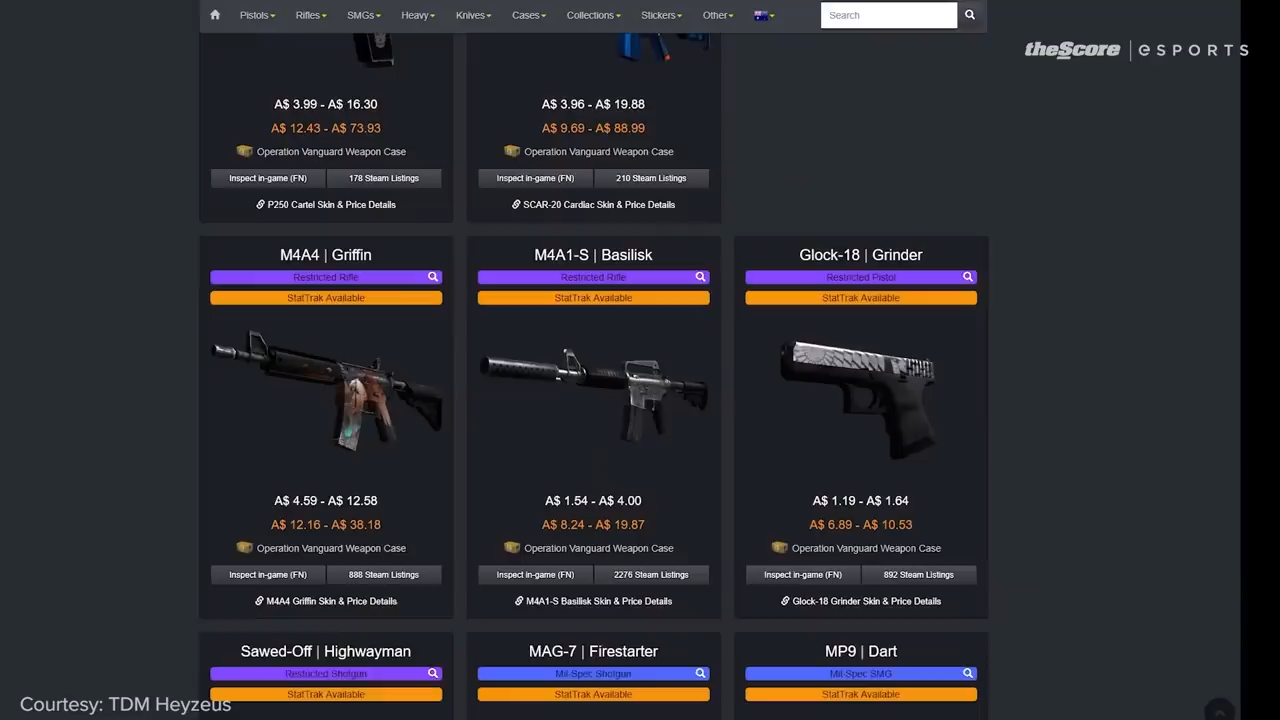 Pistols Rifles SMGs Heavy Knives Cases Collections Stickers Other Search
theScore | eSPORTS
A$ 3.99 - A$ 16.30
A$ 12.43 - A$ 73.93
Operation Vanguard Weapon Case
Inspect in-game (FN) 178 Steam Listings
P250 Cartel Skin & Price Details
A$ 3.96 - A$ 19.88
A$ 9.69 - A$ 88.99
Operation Vanguard Weapon Case
Inspect in-game (FN) 210 Steam Listings
SCAR-20 Cardiac Skin & Price Details
M4A4 | Griffin
Restricted Rifle
StatTrak Available
A$ 4.59 - A$ 12.58
A$ 12.16 - A$ 38.18
Operation Vanguard Weapon Case
Inspect in-game (FN) 888 Steam Listings
M4A4 Griffin Skin & Price Details
M4A1-S | Basilisk
Restricted Rifle
StatTrak Available
A$ 1.54 - A$ 4.00
A$ 8.24 - A$ 19.87
Operation Vanguard Weapon Case
Inspect in-game (FN) 2276 Steam Listings
M4A1-S Basilisk Skin & Price Details
Glock-18 | Grinder
Restricted Pistol
StatTrak Available
A$ 1.19 - A$ 1.64
A$ 6.89 - A$ 10.53
Operation Vanguard Weapon Case
Inspect in-game (FN) 892 Steam Listings
Glock-18 Grinder Skin & Price Details
Sawed-Off | Highwayman
Restricted Shotgun
StatTrak Available
MAG-7 | Firestarter
Mil-Spec Shotgun
StatTrak Available
MP9 | Dart
Mil-Spec SMG
StatTrak Available
Courtesy: TDM Heyzeus